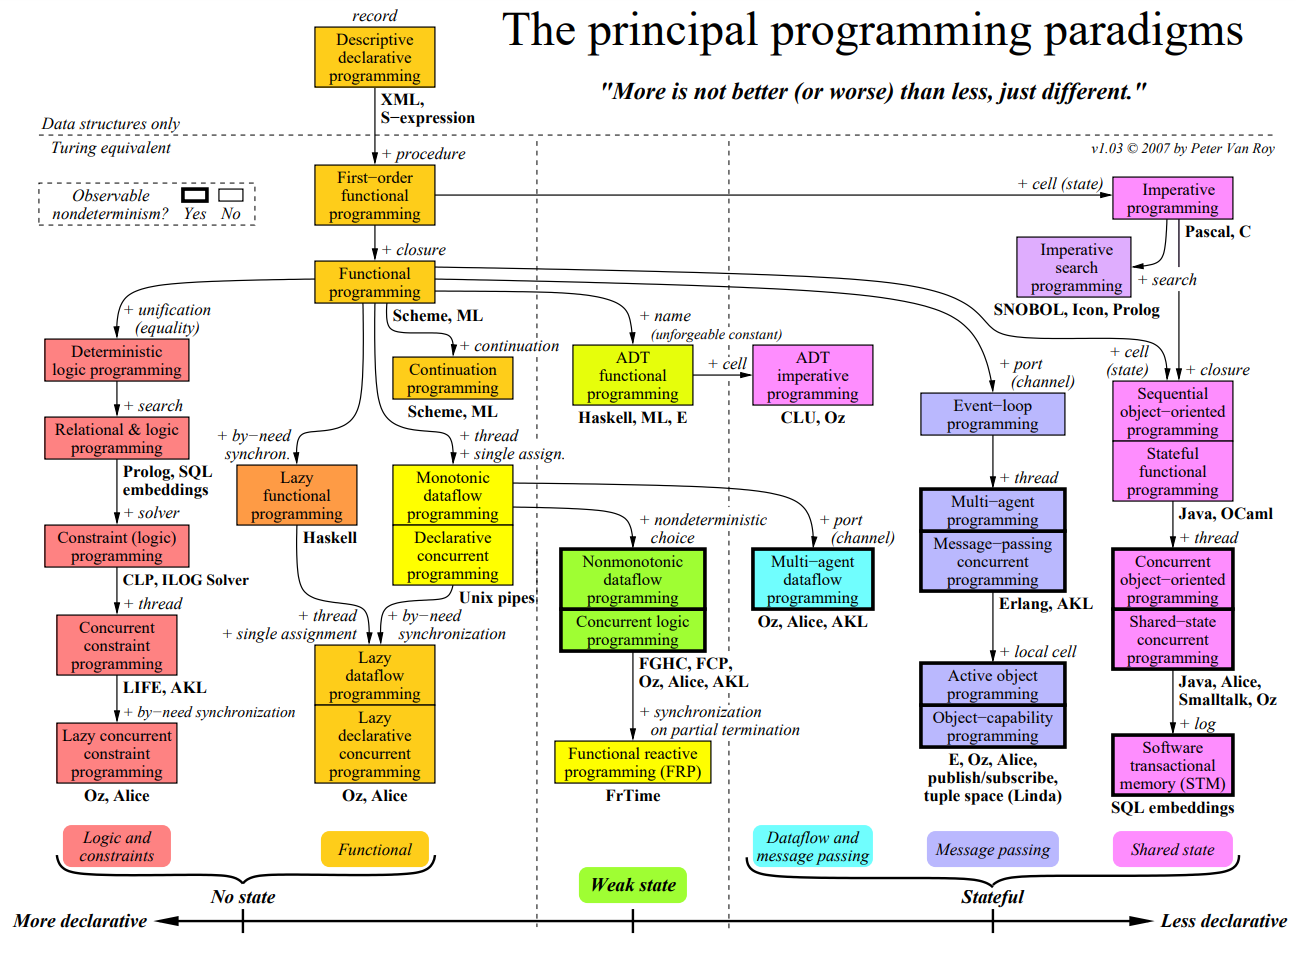 The principal programming paradigms
"More is not better (or worse) than less, just different."
record
Descriptive
declarative
programming
XML,
S−expression
Data structures only
Turing equivalent
v1.03 © 2007 by Peter Van Roy
Observable
nondeterminism?
Yes
No
+ procedure
First−order
functional
programming
+ cell (state)
Imperative
programming
Pascal, C
+ search
Imperative
search
programming
SNOBOL, Icon, Prolog
+ closure
Functional
programming
Scheme, ML
+ unification
(equality)
Deterministic
logic programming
+ search
Relational & logic
programming
Prolog, SQL
embeddings
+ solver
Constraint (logic)
programming
CLP, ILOG Solver
+ thread
Concurrent
constraint
programming
LIFE, AKL
+ by−need synchronization
Lazy concurrent
constraint
programming
Oz, Alice
+ continuation
Continuation
programming
Scheme, ML
+ by−need
synchron.
Lazy
functional
programming
Haskell
+ thread
+ single assign.
Monotonic
dataflow
programming
Declarative
concurrent
programming
Unix pipes
+ thread
+ single assignment
+ by−need
synchronization
Lazy
dataflow
programming
Lazy
declarative
concurrent
programming
Oz, Alice
+ name
(unforgeable constant)
ADT
functional
programming
Haskell, ML, E
+ cell
ADT
imperative
programming
CLU, Oz
+ nondeterministic
choice
Nonmonotonic
dataflow
programming
Concurrent logic
programming
FGHC, FCP,
Oz, Alice, AKL
+ synchronization
on partial termination
Functional reactive
programming (FRP)
FrTime
+ port
(channel)
Multi−agent
dataflow
programming
Oz, Alice, AKL
+ port
(channel)
Event−loop
programming
+ thread
Multi−agent
programming
Message−passing
concurrent
programming
Erlang, AKL
+ local cell
Active object
programming
Object−capability
programming
E, Oz, Alice,
publish/subscribe,
tuple space (Linda)
+ cell
(state)
+ closure
Sequential
object−oriented
programming
Stateful
functional
programming
Java, OCaml
+ thread
Concurrent
object−oriented
programming
Shared−state
concurrent
programming
Java, Alice,
Smalltalk, Oz
+ log
Software
transactional
memory (STM)
SQL embeddings
Logic and
constraints
Functional
Weak state
Dataflow and
message passing
Message passing
Shared state
No state
Stateful
More declarative
Less declarative